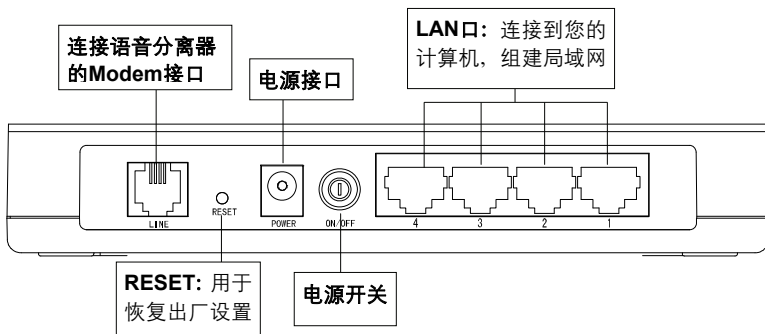 连接语音分离器
的Modem接口
电源接口
LAN口：连接到您的
计算机，组建局域网
LINE
RESET
POWER
ON/OFF
4
3
2
1
RESET: 用于
恢复出厂设置
电源开关